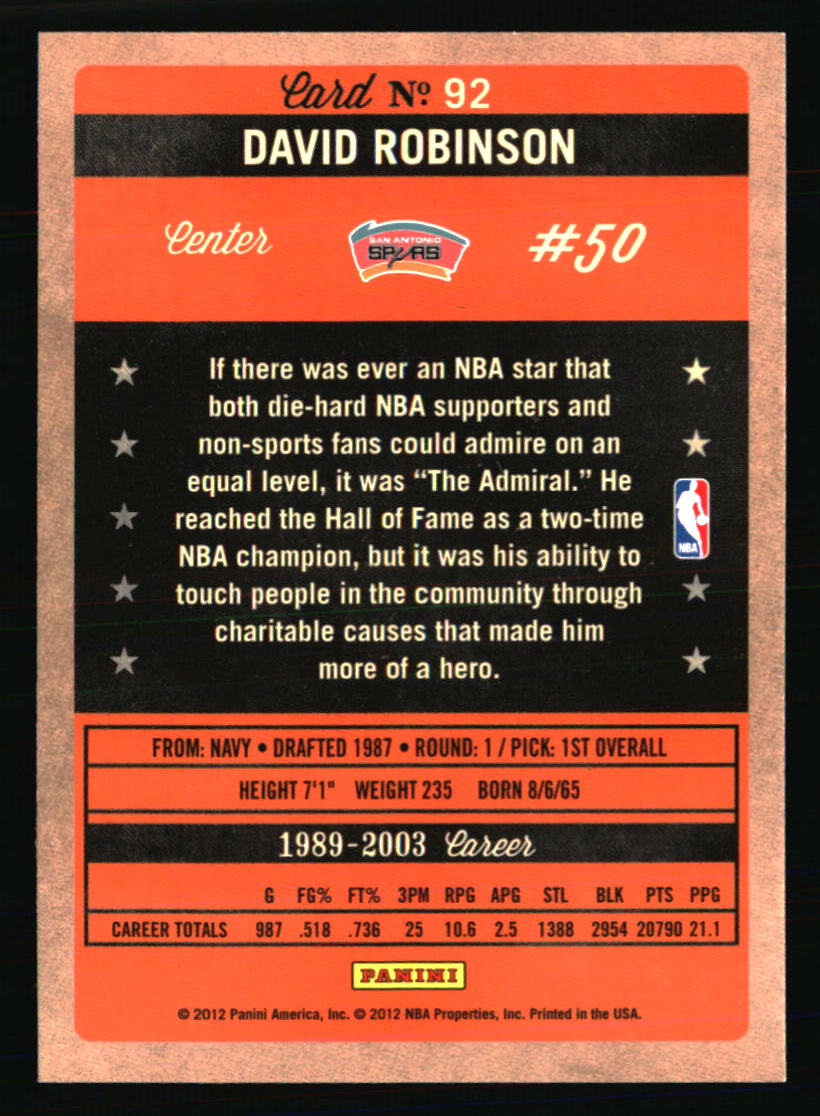 Card Nº 92
DAVID ROBINSON
Center
SAN ANTONIO
SPURS
#50
If there was ever an NBA star that
both die-hard NBA supporters and
non-sports fans could admire on an
equal level, it was “The Admiral.” He
reached the Hall of Fame as a two-time
NBA champion, but it was his ability to
touch people in the community through
charitable causes that made him
more of a hero.
NBA
FROM: NAVY • DRAFTED 1987 • ROUND: 1 / PICK: 1ST OVERALL
HEIGHT 7'1" WEIGHT 235 BORN 8/6/65
1989-2003 Career
G FG% FT% 3PM RPG APG STL BLK PTS PPG
CAREER TOTALS 987 .518 .736 25 10.6 2.5 1388 2954 20790 21.1
PANINI
© 2012 Panini America, Inc. © 2012 NBA Properties, Inc. Printed in the USA.